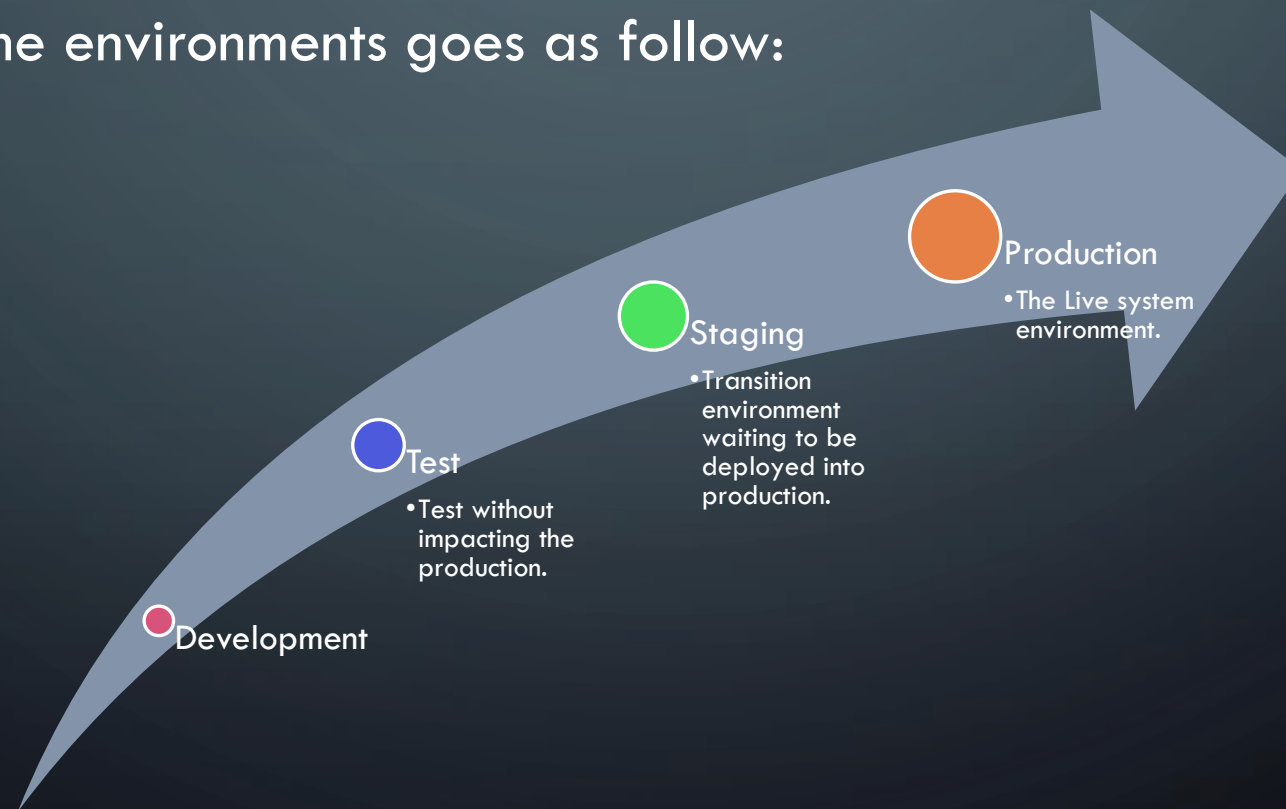 he environments goes as follow:
Production
•The Live system
environment.
Staging
•Transition
environment
waiting to be
deployed into
production.
Test
•Test without
impacting the
production.
Development